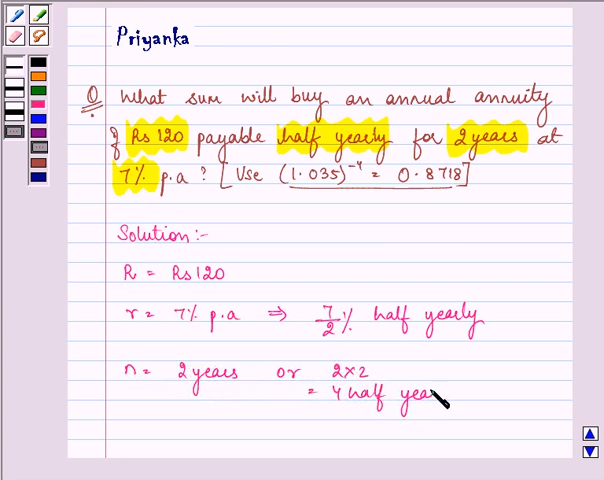 Priyanka
Q What sum will buy an annual annuity
of Rs 120 payable half yearly for 2 years at
7% p.a ? [ Use (1.035)⁻⁴ = 0.8718 ]
Solution :-
R = Rs 120
r = 7% p.a ⇒ 7/2 % half yearly
n = 2 years or 2×2
= 4 half yea